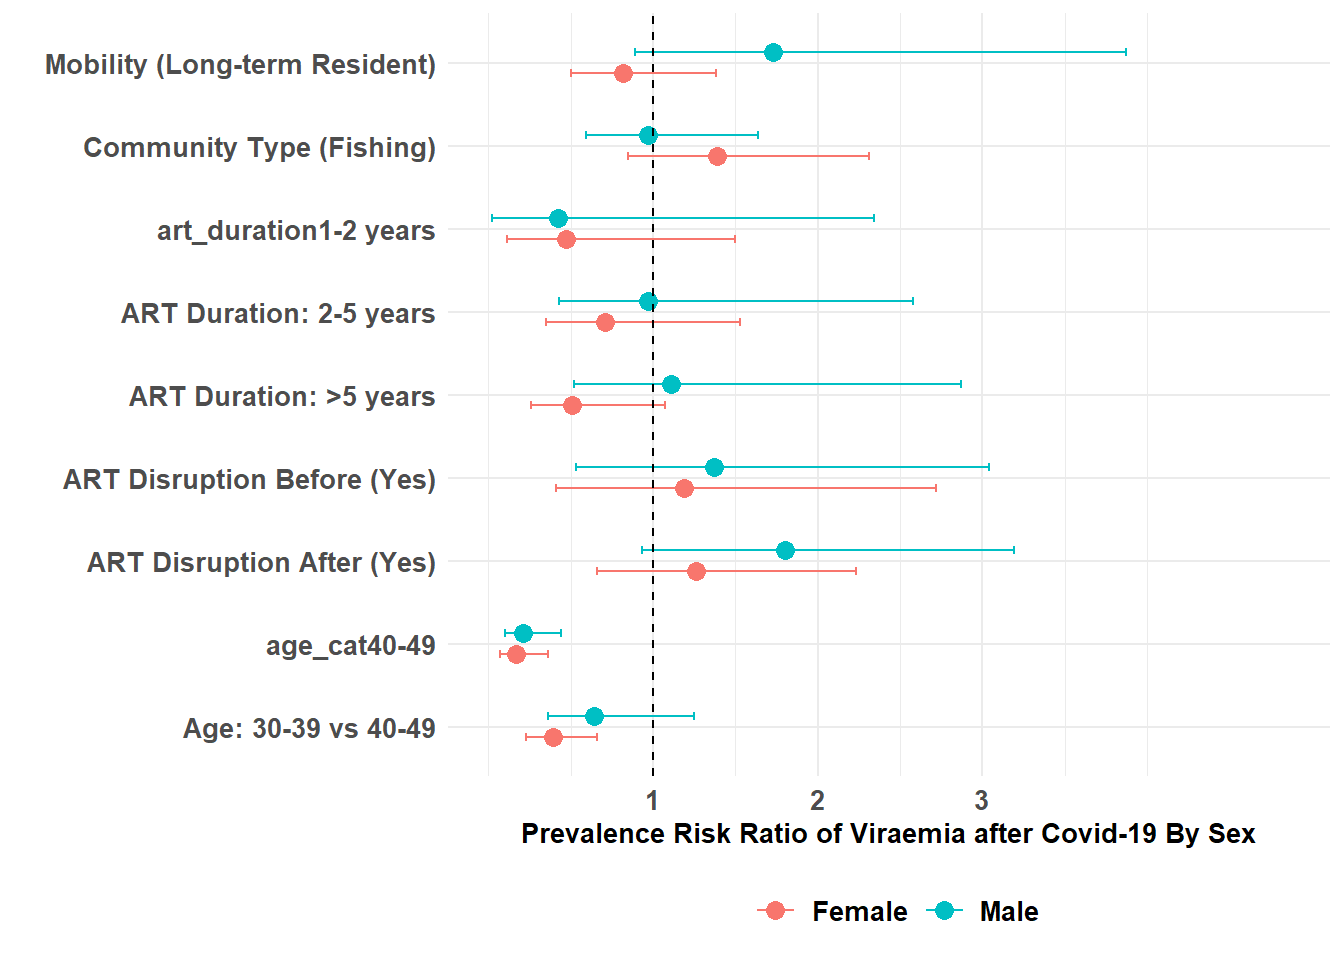 Mobility (Long-term Resident)
Community Type (Fishing)
art_duration1-2 years
ART Duration: 2-5 years
ART Duration: >5 years
ART Disruption Before (Yes)
ART Disruption After (Yes)
age_cat40-49
Age: 30-39 vs 40-49
1 2 3
Prevalence Risk Ratio of Viraemia after Covid-19 By Sex
Female Male